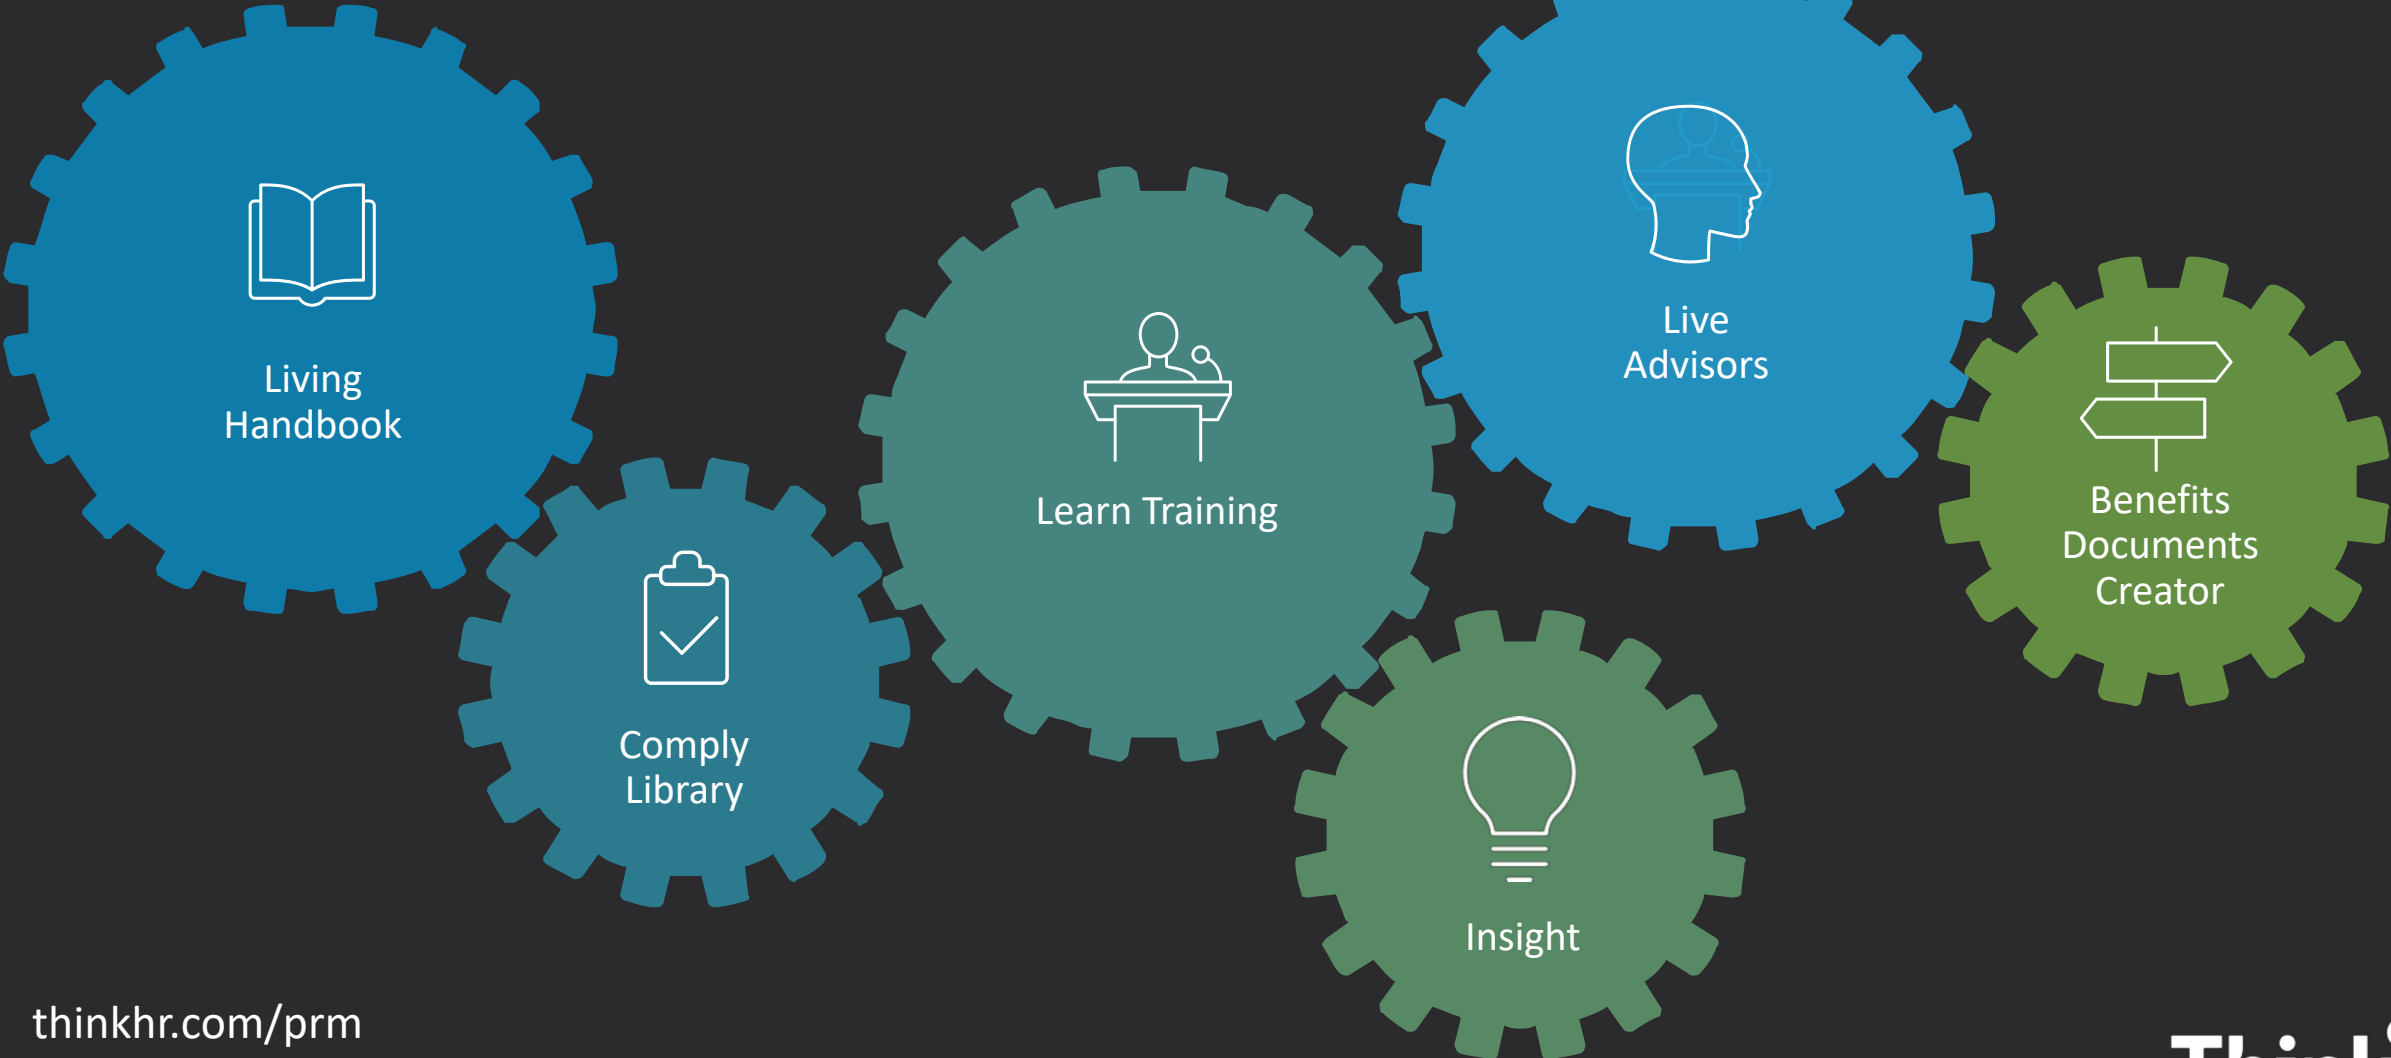 Living
Handbook
Comply
Library
Learn Training
Live
Advisors
Insight
Benefits
Documents
Creator
thinkhr.com/prm